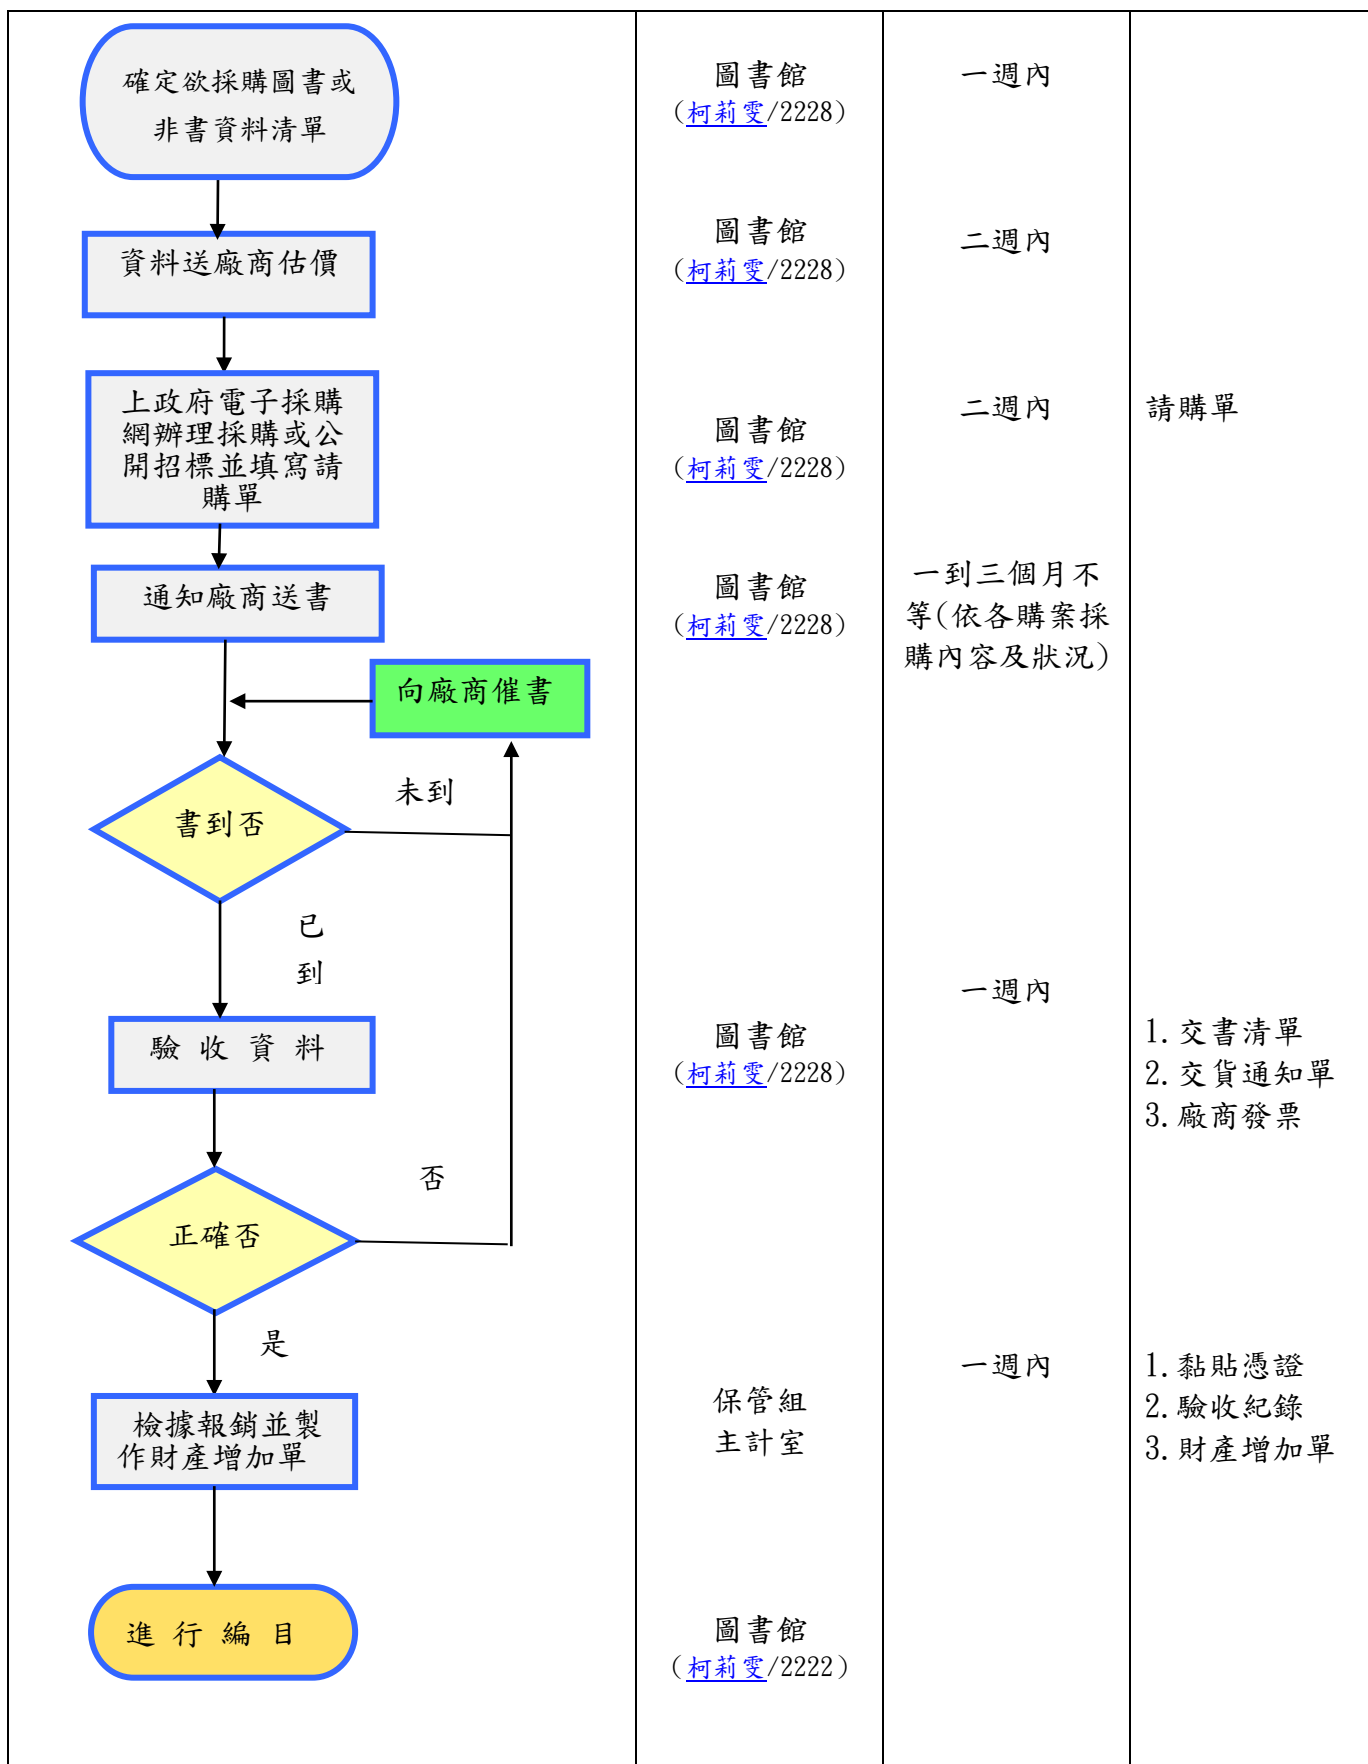 確定欲採購圖書或
非書資料清單
圖書館
(柯莉雯/2228)
一週內
資料送廠商估價
圖書館
(柯莉雯/2228)
二週內
上政府電子採購
網辦理採購或公
開招標並填寫請
購單
圖書館
(柯莉雯/2228)
二週內
請購單
通知廠商送書
圖書館
(柯莉雯/2228)
一到三個月不
等(依各購案採
購內容及狀況)
向廠商催書
書到否
未到
已
到
驗 收 資 料
圖書館
(柯莉雯/2228)
一週內
1.交書清單
2.交貨通知單
3.廠商發票
正確否
否
是
檢據報銷並製
作財產增加單
保管組
主計室
一週內
1.黏貼憑證
2.驗收紀錄
3.財產增加單
進 行 編 目
圖書館
(柯莉雯/2222)